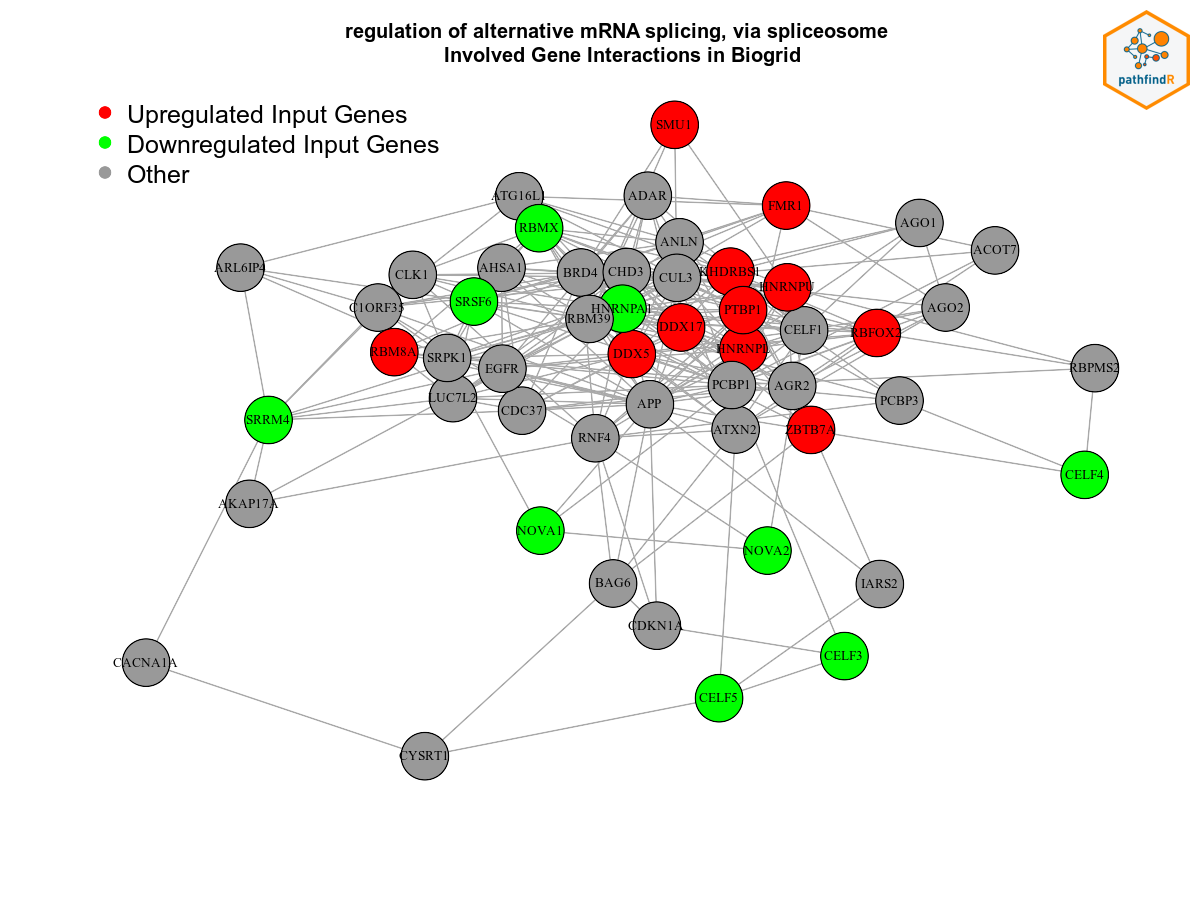 regulation of alternative mRNA splicing, via spliceosome
Involved Gene Interactions in Biogrid
pathfindR
Upregulated Input Genes
Downregulated Input Genes
Other
SMU1
ATG16L1
ADAR
FMR1
RBMX
AGO1
ANLN
ACOT7
ARL6IP4
CLK1
AHSA1
BRD4
CHD3
CUL3
KHDRBS1
HNRNPU
C1ORF35
SRSF6
HNRNPA1
RBM39
PTBP1
AGO2
DDX17
CELF1
RBFOX2
RBM8A
SRPK1
DDX5
HNRNPL
EGFR
RBPMS2
PCBP1
AGR2
LUC7L2
CDC37
APP
PCBP3
SRRM4
RNF4
ATXN2
ZBTB7A
CELF4
AKAP17A
NOVA1
NOVA2
BAG6
IARS2
CDKN1A
CACNA1A
CELF3
CELF5
CYSRT1